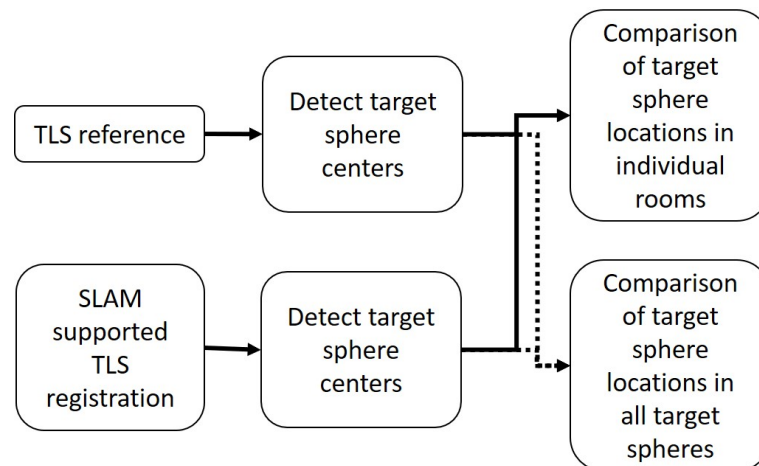 TLS reference
Detect target
sphere
centers
Comparison
of target
sphere
locations in
individual
rooms
SLAM
supported
TLS
registration
Detect target
sphere
centers
Comparison
of target
sphere
locations in
all target
spheres